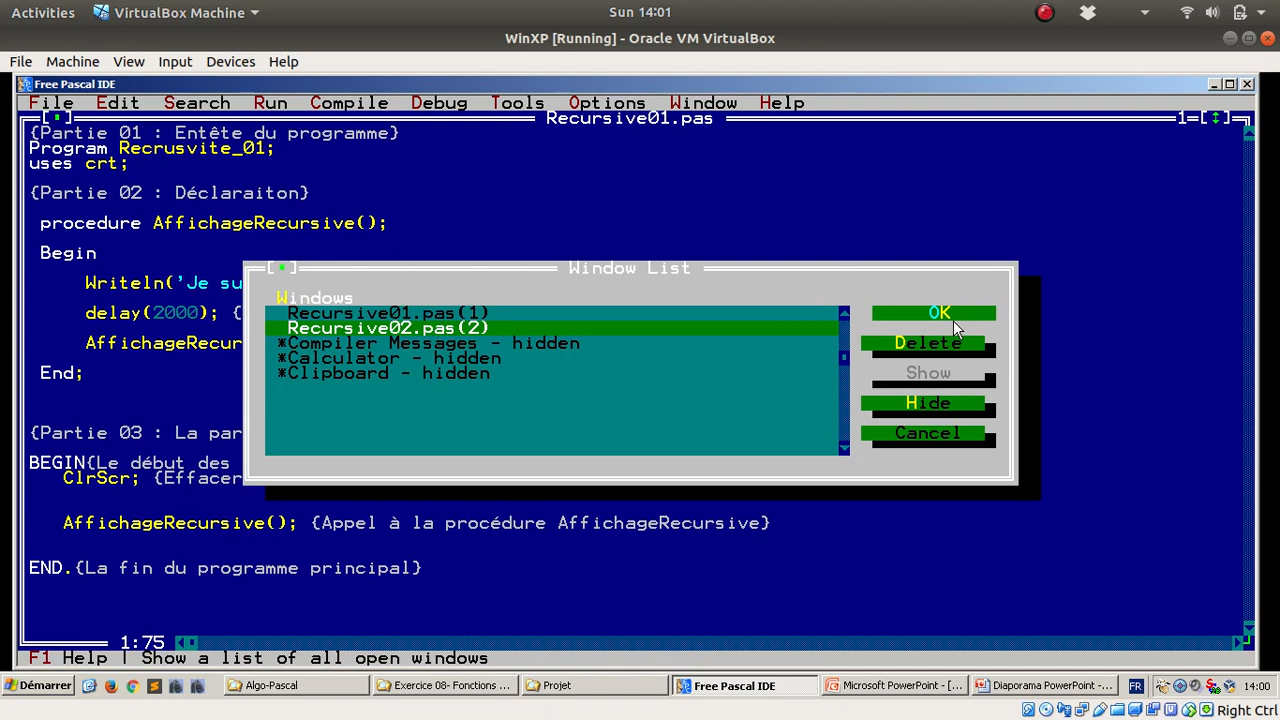 Activities VirtualBox Machine Sun 14:01
WinXP [Running] - Oracle VM VirtualBox
File Machine View Input Devices Help
Free Pascal IDE
File Edit Search Run Compile Debug Tools Options Window Help
Recursive01.pas 1
{Partie 01 : Entête du programme}
Program Recrusvite_01;
uses crt;
{Partie 02 : Déclaraiton}
procedure AffichageRecursive();
Begin
Writeln('Je su
delay(2000); {
AffichageRecur
End;
{Partie 03 : La par
BEGIN{Le début des
ClrScr; {Effacer
AffichageRecursive(); {Appel à la procédure AffichageRecursive}
END.{La fin du programme principal}
Window List
Windows
Recursive01.pas(1)
Recursive02.pas(2)
*Compiler Messages - hidden
*Calculator - hidden
*Clipboard - hidden
OK
Delete
Show
Hide
Cancel
1:75
F1 Help | Show a list of all open windows
Démarrer Algo-Pascal Exercice 08- Fonctions ... Projet Free Pascal IDE Microsoft PowerPoint - [... Diaporama PowerPoint - ... FR 14:00
Right Ctrl